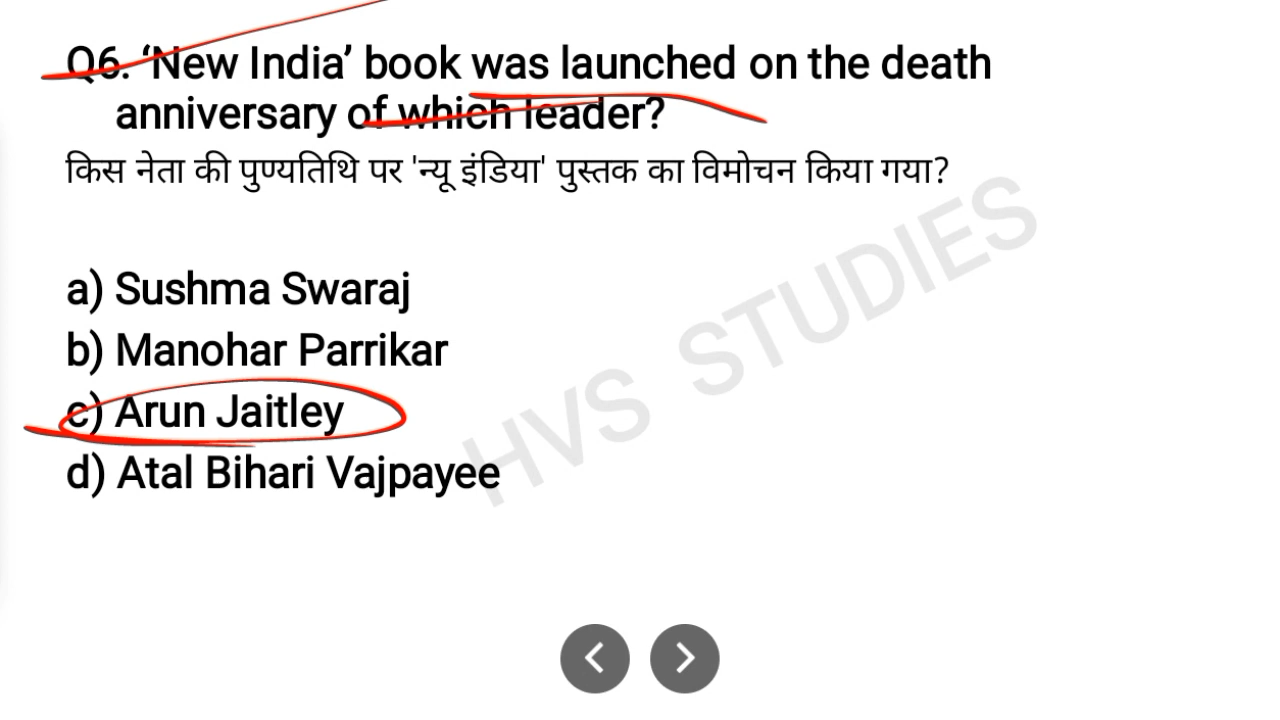 Q6. ‘New India’ book was launched on the death
anniversary of which leader?
किस नेता की पुण्यतिथि पर 'न्यू इंडिया' पुस्तक का विमोचन किया गया?
a) Sushma Swaraj
b) Manohar Parrikar
c) Arun Jaitley
d) Atal Bihari Vajpayee
HVS STUDIES